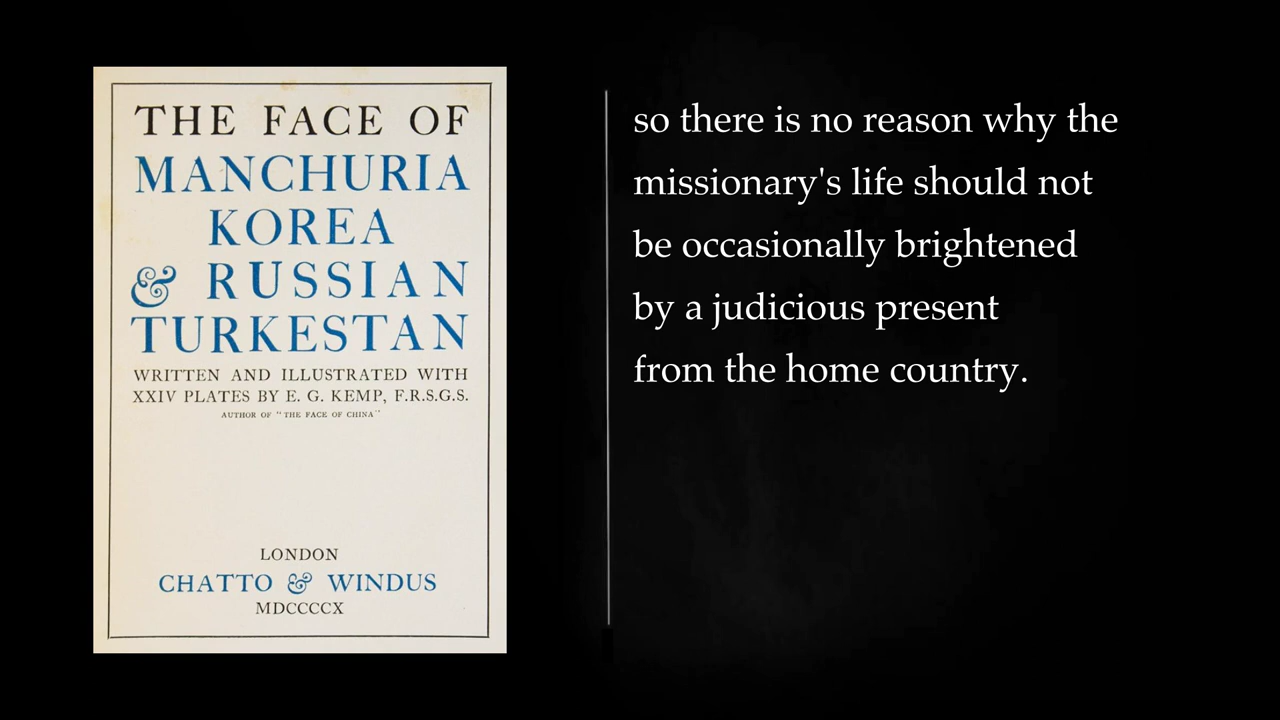 THE FACE OF
MANCHURIA
KOREA
& RUSSIAN
TURKESTAN
WRITTEN AND ILLUSTRATED WITH
XXIV PLATES BY E. G. KEMP, F.R.S.G.S.
AUTHOR OF "THE FACE OF CHINA"
LONDON
CHATTO & WINDUS
MDCCCCX
so there is no reason why the
missionary's life should not
be occasionally brightened
by a judicious present
from the home country.